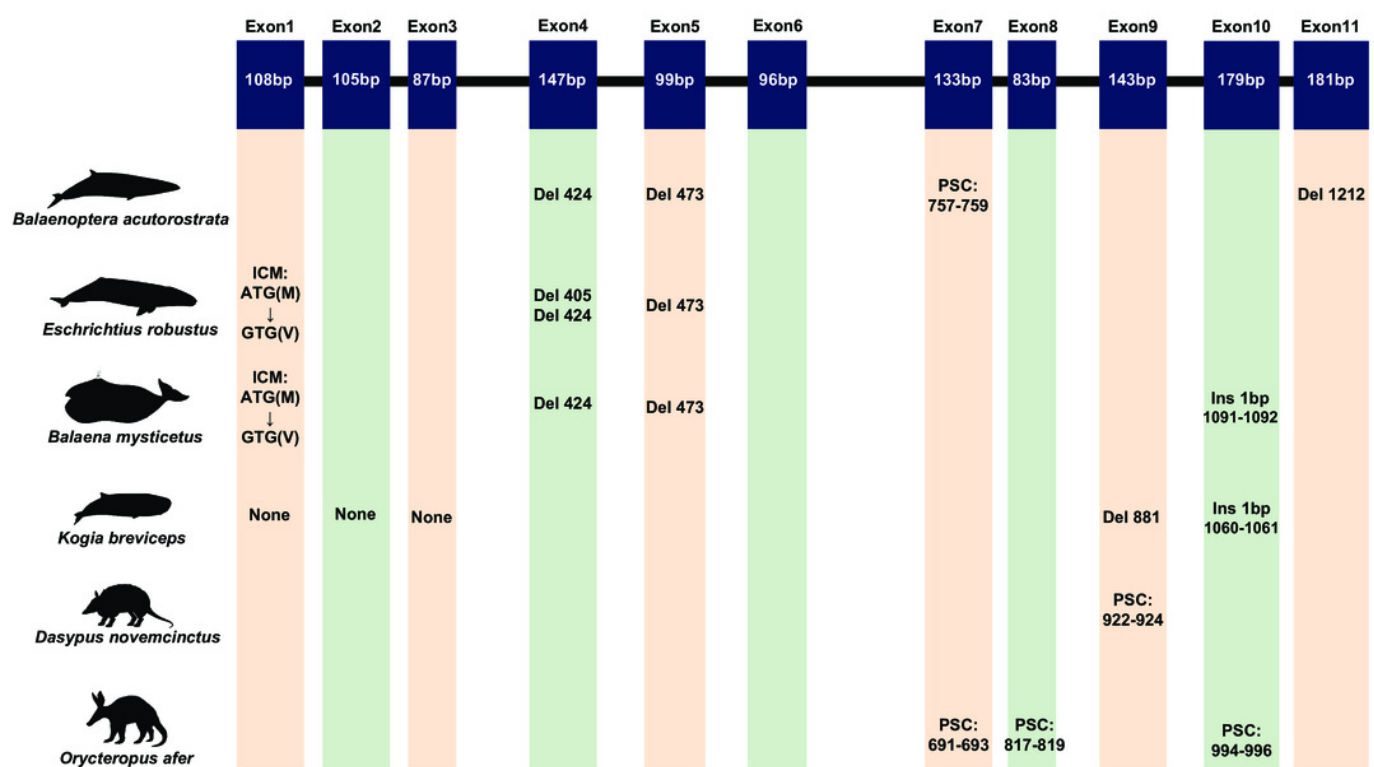 Exon1 Exon2 Exon3 Exon4 Exon5 Exon6 Exon7 Exon8 Exon9 Exon10 Exon11
108bp 105bp 87bp 147bp 99bp 96bp 133bp 83bp 143bp 179bp 181bp
Balaenoptera acutorostrata
Del 424
Del 473
PSC:
757-759
Del 1212
Eschrichtius robustus
ICM:
ATG(M)
↓
GTG(V)
Del 405
Del 424
Del 473
Balaena mysticetus
ICM:
ATG(M)
↓
GTG(V)
Del 424
Del 473
Ins 1bp
1091-1092
Kogia breviceps
None
None
None
Del 881
Ins 1bp
1060-1061
Dasypus novemcinctus
PSC:
922-924
Orycteropus afer
PSC:
691-693
PSC:
817-819
PSC:
994-996